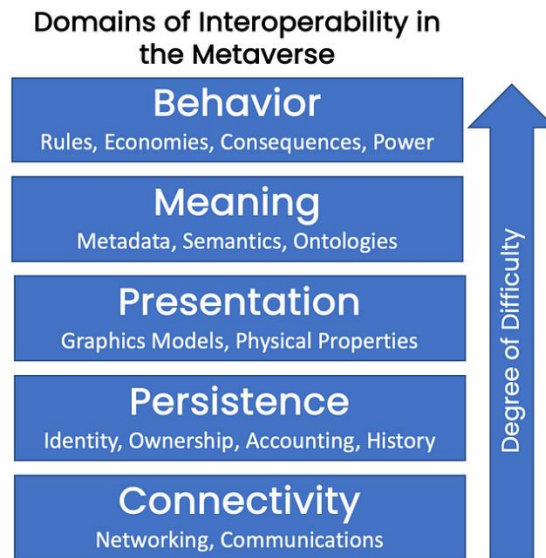 Domains of Interoperability in
the Metaverse
Behavior
Rules, Economies, Consequences, Power
Meaning
Metadata, Semantics, Ontologies
Presentation
Graphics Models, Physical Properties
Persistence
Identity, Ownership, Accounting, History
Connectivity
Networking, Communications
Degree of Difficulty